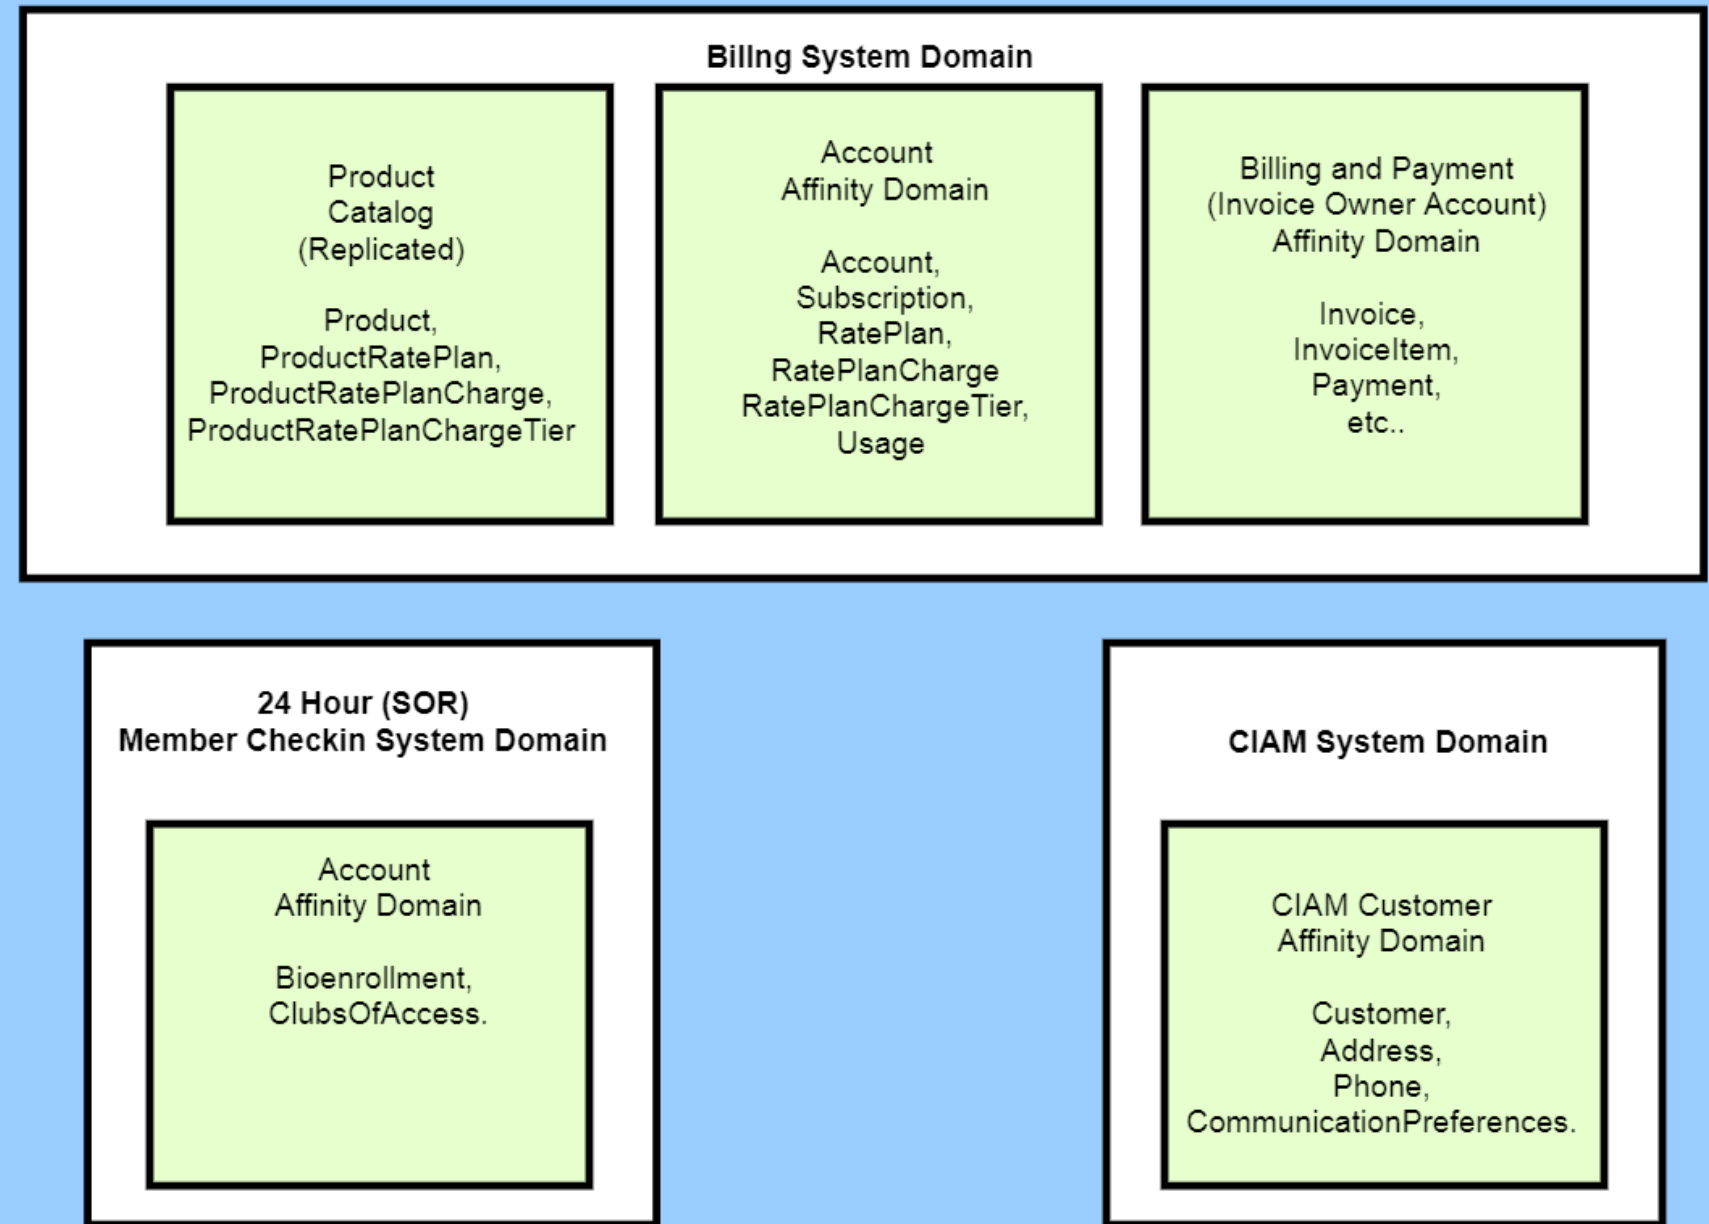 Billng System Domain
Product
Catalog
(Replicated)
Product,
ProductRatePlan,
ProductRatePlanCharge,
ProductRatePlanChargeTier
Account
Affinity Domain
Account,
Subscription,
RatePlan,
RatePlanCharge
RatePlanChargeTier,
Usage
Billing and Payment
(Invoice Owner Account)
Affinity Domain
Invoice,
InvoiceItem,
Payment,
etc..
24 Hour (SOR)
Member Checkin System Domain
Account
Affinity Domain
Bioenrollment,
ClubsOfAccess.
CIAM System Domain
CIAM Customer
Affinity Domain
Customer,
Address,
Phone,
CommunicationPreferences.